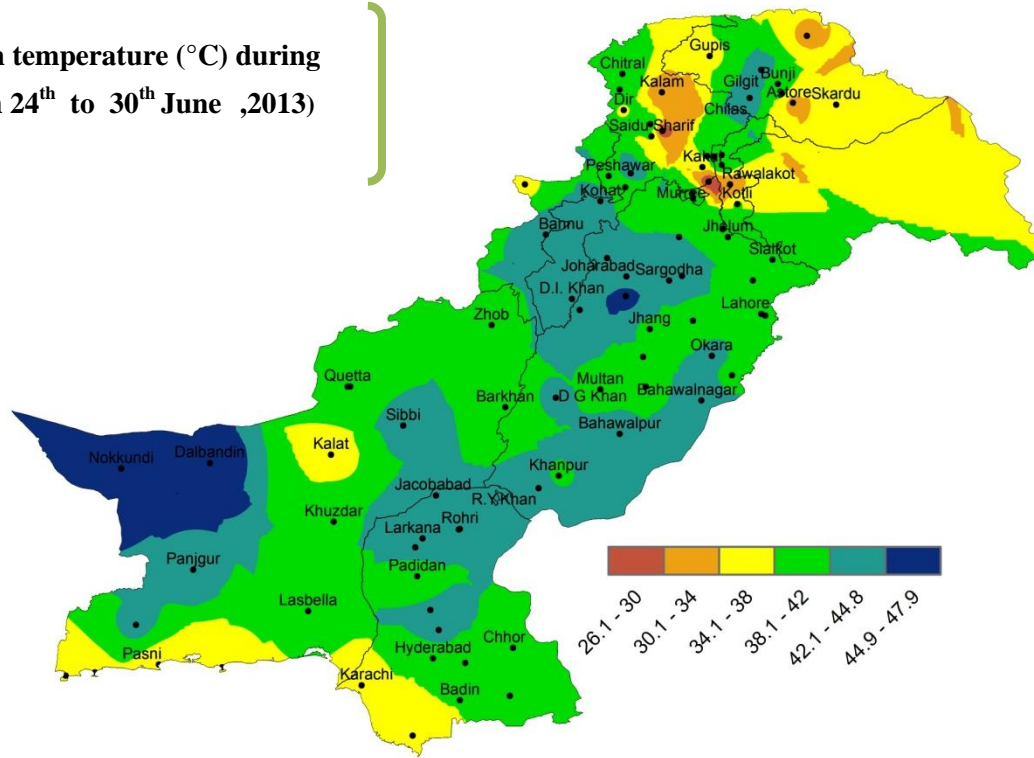 temperature (°C) during
24th to 30th June ,2013)
Gupis
Chitral
Bunji
Gilgit
Kalam
Astore
Skardu
Dir
Chilas
Saidu Sharif
Peshawar
Rawalakot
Kohat
Kotli
Bannu
Jhelum
Sialkot
Joharabad
Sargodha
D.I. Khan
Lahore
Zhob
Jhang
Okara
Quetta
Multan
Barkhan
D G Khan
Bahawalnagar
Sibbi
Bahawalpur
Kalat
Dalbandin
Nokkundi
Khanpur
Jacobabad
R.Y.Khan
Khuzdar
Rohri
Larkana
Panjgur
Padidan
Lasbella
Chhor
Hyderabad
Pasni
Karachi
Badin
26.1 - 30
30.1 - 34
34.1 - 38
38.1 - 42
42.1 - 44.8
44.9 - 47.9